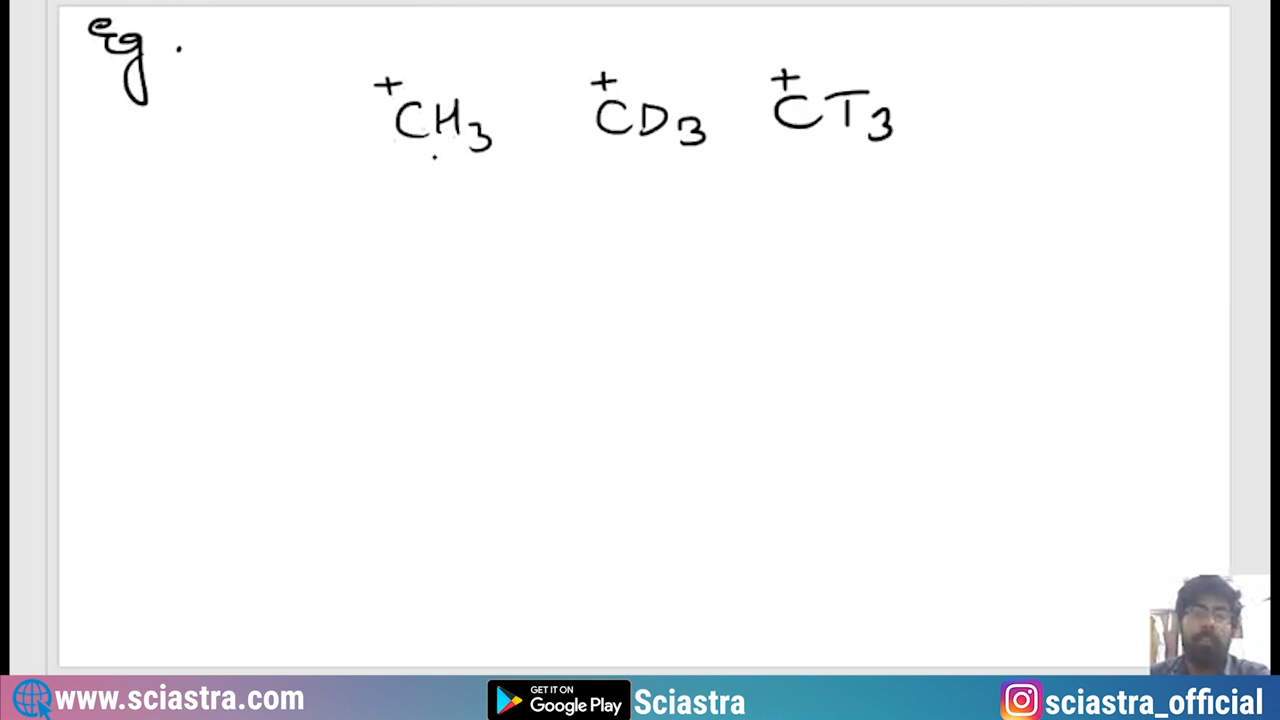 Eg.
⁺CH₃ ⁺CD₃ ⁺CT₃
www.sciastra.com
GET IT ON
Google Play
Sciastra
sciastra_official